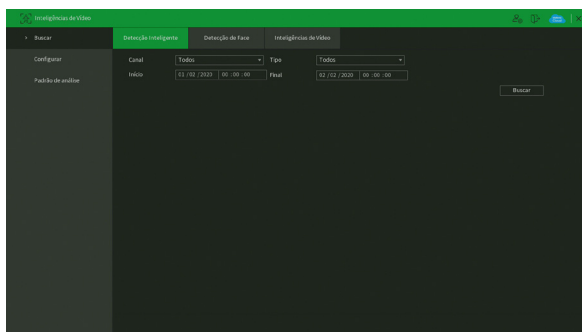 Inteligências de Vídeo
Buscar
Configurar
Padrão de análise
Detecção Inteligente
Detecção de Face
Inteligências de Vídeo
Canal
Todos
Tipo
Todos
Início
01 /02 /2020 00 :00 :00
Final
03 /02 /2020 00 :00 :00
Buscar